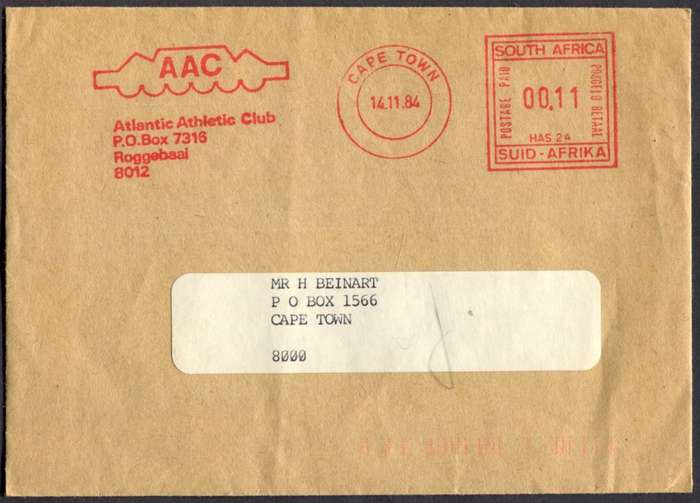 AAC
Atlantic Athletic Club
P.O.Box 7316
Roggebaai
8012
CAPE TOWN
14.11.84
SOUTH AFRICA
POSTAGE PAID
00,11
POSGELD BETAAL
HAS 24
SUID-AFRIKA
MR H BEINART
P O BOX 1566
CAPE TOWN
8000